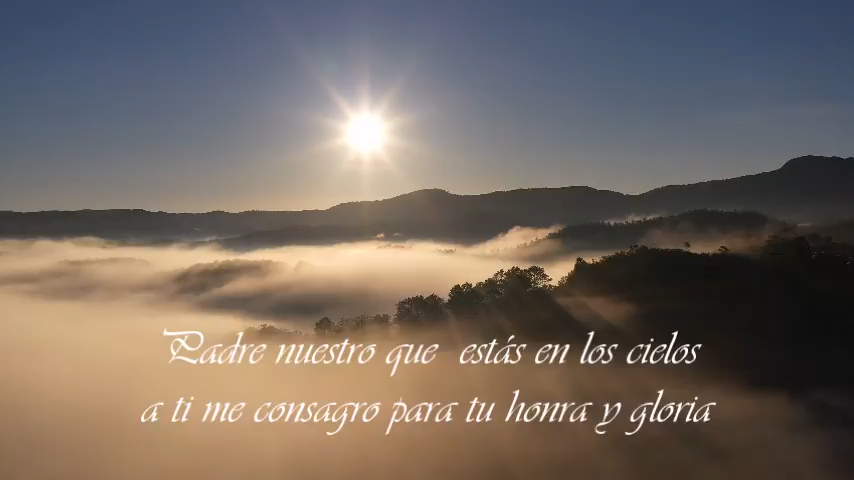 Padre nuestro que estás en los cielos
a ti me consagro para tu honra y gloria